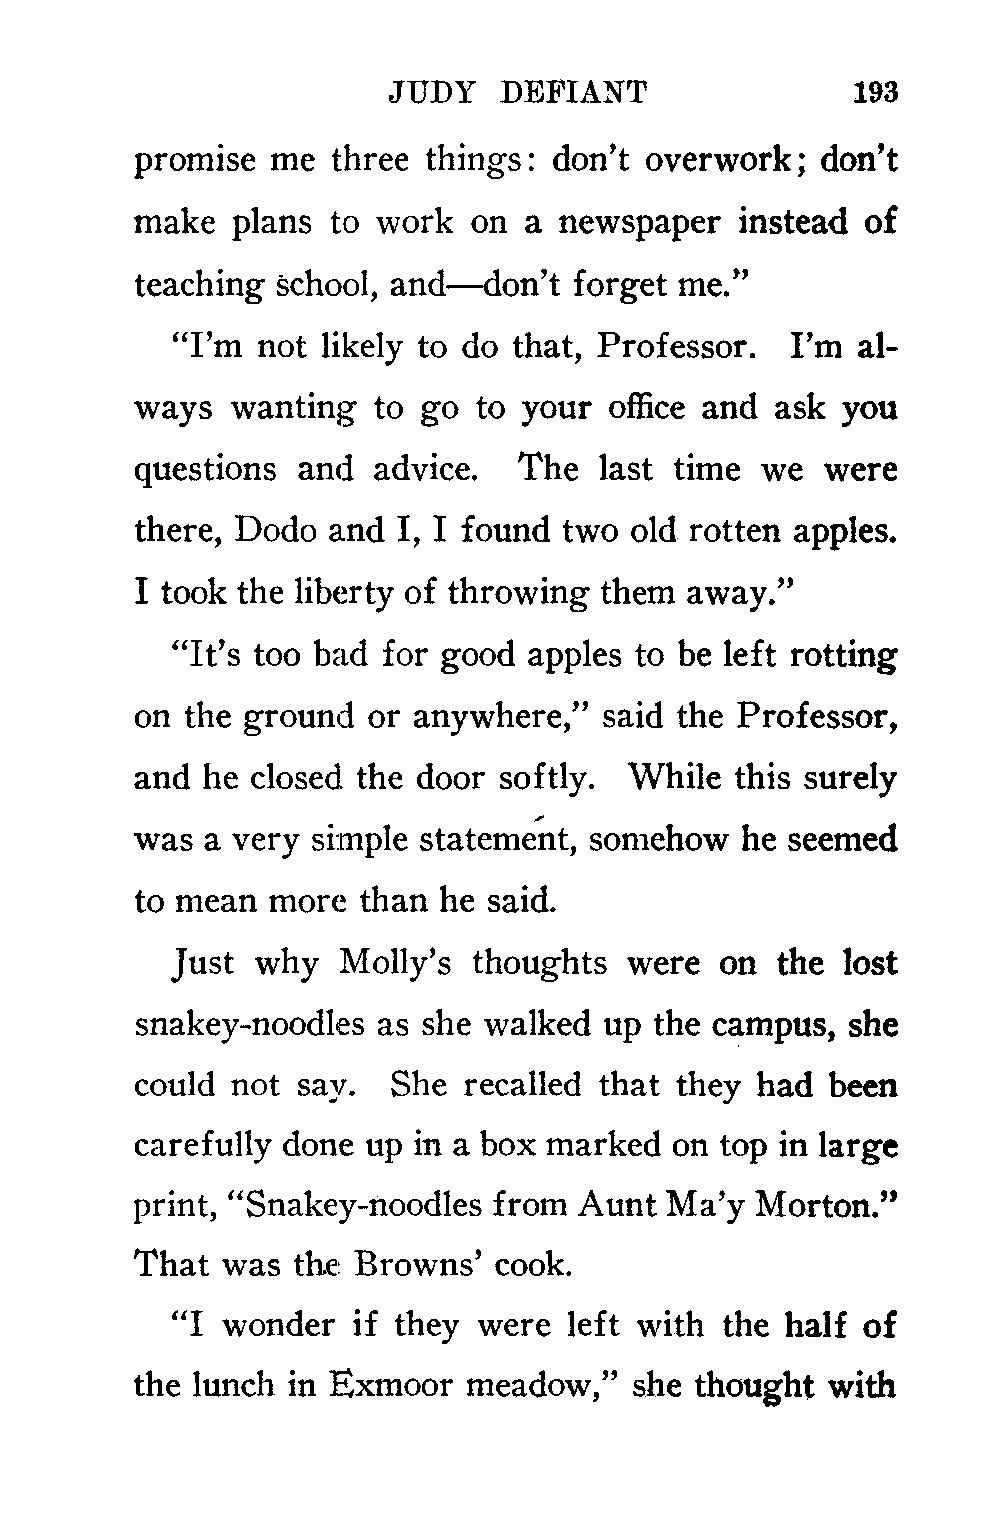 JUDY DEFIANT 193
promise me three things: don't overwork; don't
make plans to work on a newspaper instead of
teaching school, and—don't forget me."
"I'm not likely to do that, Professor. I'm al-
ways wanting to go to your office and ask you
questions and advice. The last time we were
there, Dodo and I, I found two old rotten apples.
I took the liberty of throwing them away."
"It's too bad for good apples to be left rotting
on the ground or anywhere," said the Professor,
and he closed the door softly. While this surely
was a very simple statement, somehow he seemed
to mean more than he said.
Just why Molly's thoughts were on the lost
snakey-noodles as she walked up the campus, she
could not say. She recalled that they had been
carefully done up in a box marked on top in large
print, "Snakey-noodles from Aunt Ma'y Morton."
That was the Browns' cook.
"I wonder if they were left with the half of
the lunch in Exmoor meadow," she thought with